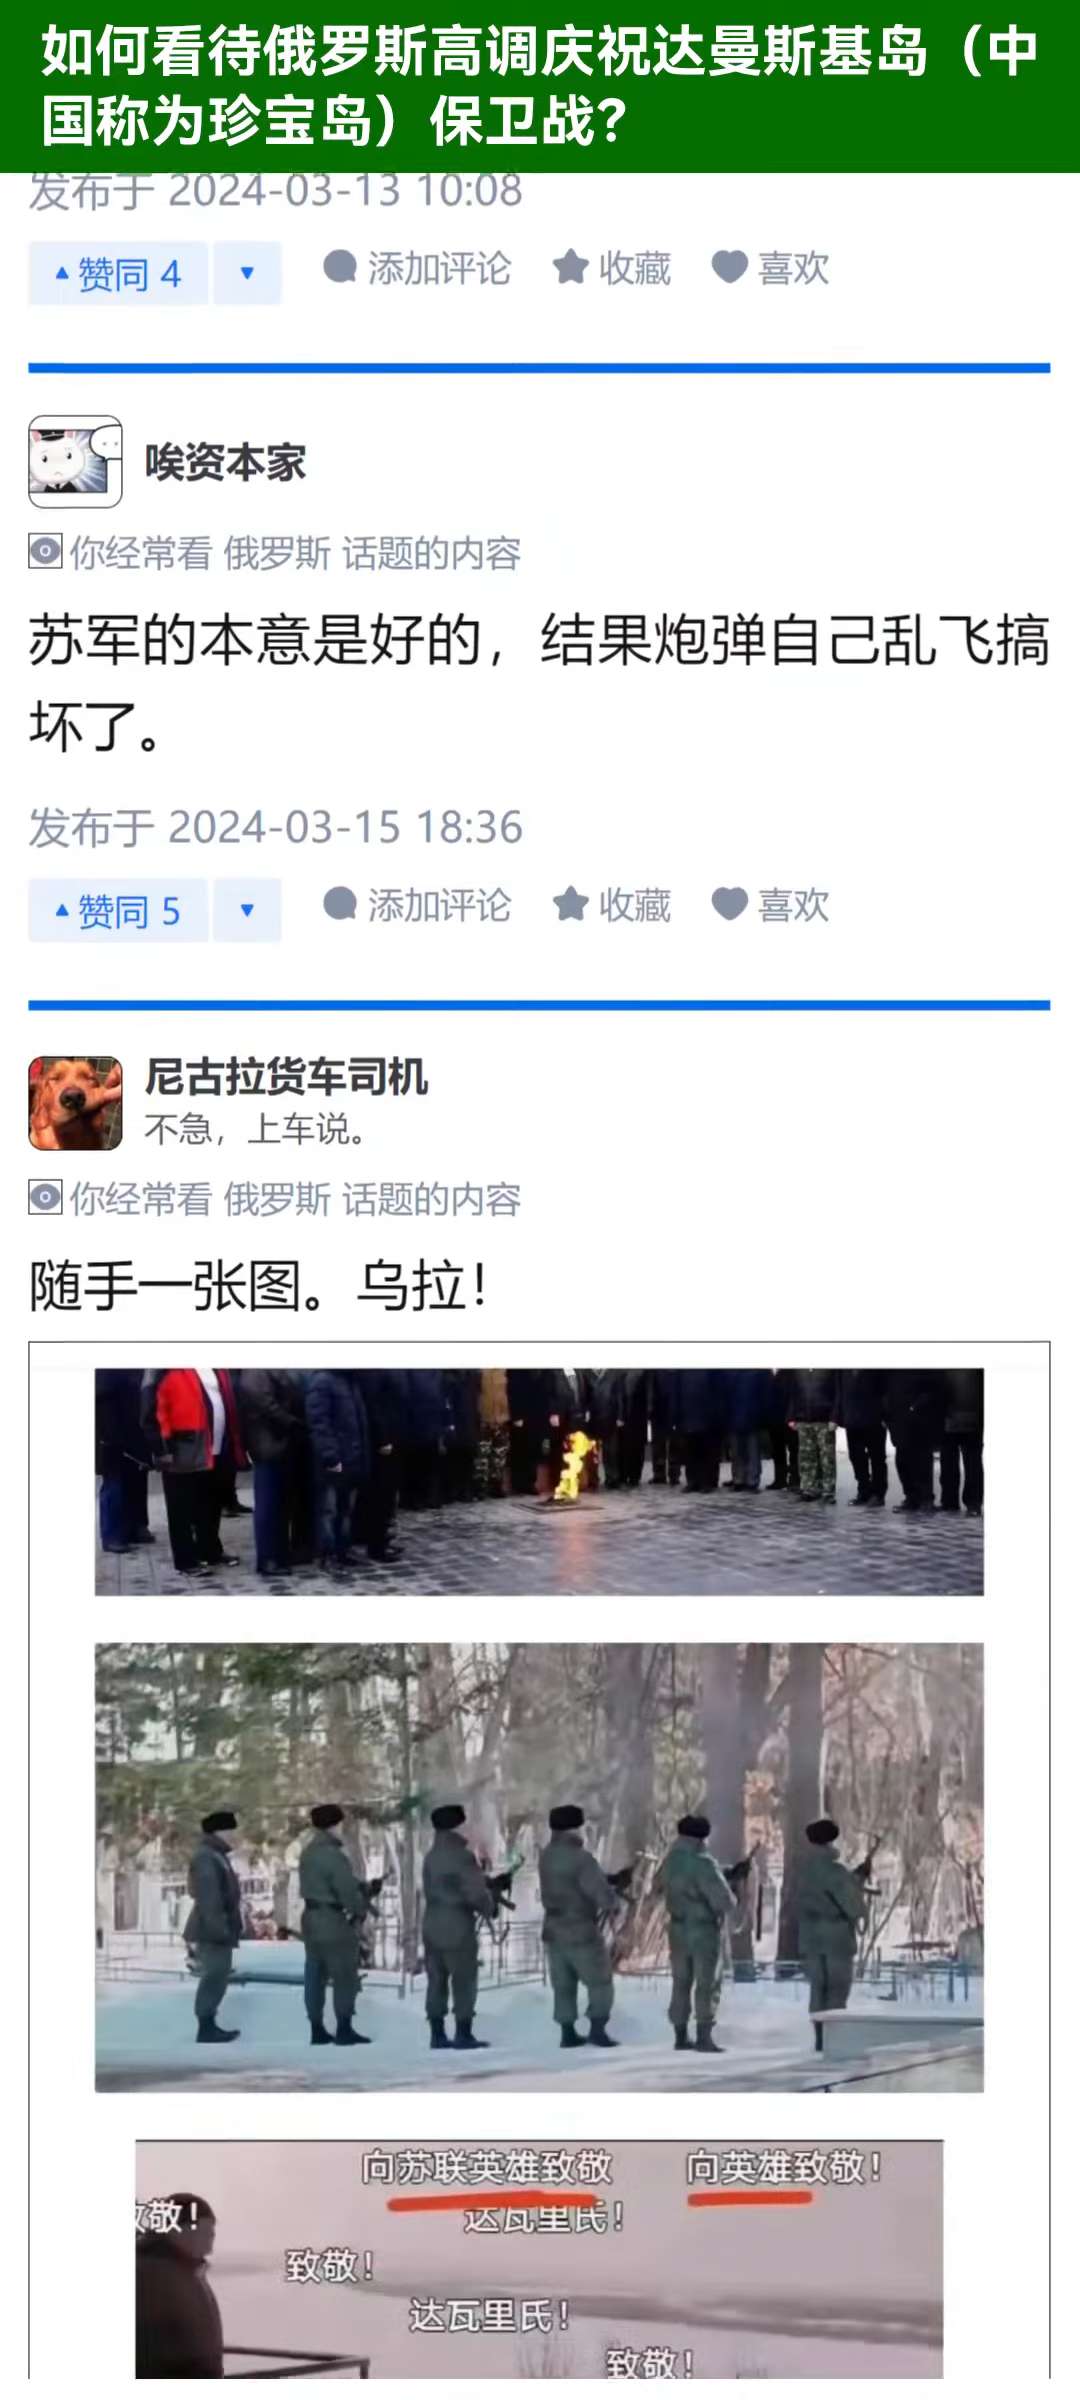 如何看待俄罗斯高调庆祝达曼斯基岛（中
国称为珍宝岛）保卫战？
发布于 2024-03-13 10:08
赞同 4
添加评论
收藏
喜欢
唉资本家
你经常看 俄罗斯 话题的内容
苏军的本意是好的，结果炮弹自己乱飞搞
坏了。
发布于 2024-03-15 18:36
赞同 5
添加评论
收藏
喜欢
尼古拉货车司机
不急，上车说。
你经常看 俄罗斯 话题的内容
随手一张图。乌拉！
向苏联英雄致敬
向英雄致敬！
致敬！
达瓦里氏！
致敬！
达瓦里氏！
致敬！